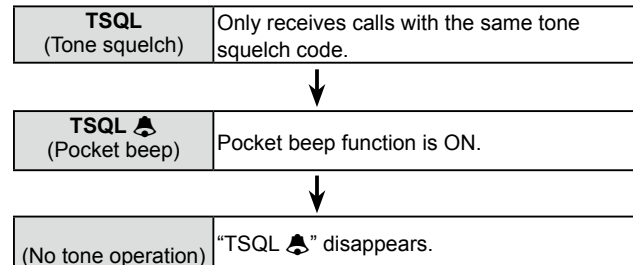 TSQL
(Tone squelch)
Only receives calls with the same tone
squelch code.
TSQL 🔔
(Pocket beep)
Pocket beep function is ON.
(No tone operation)
“TSQL 🔔” disappears.